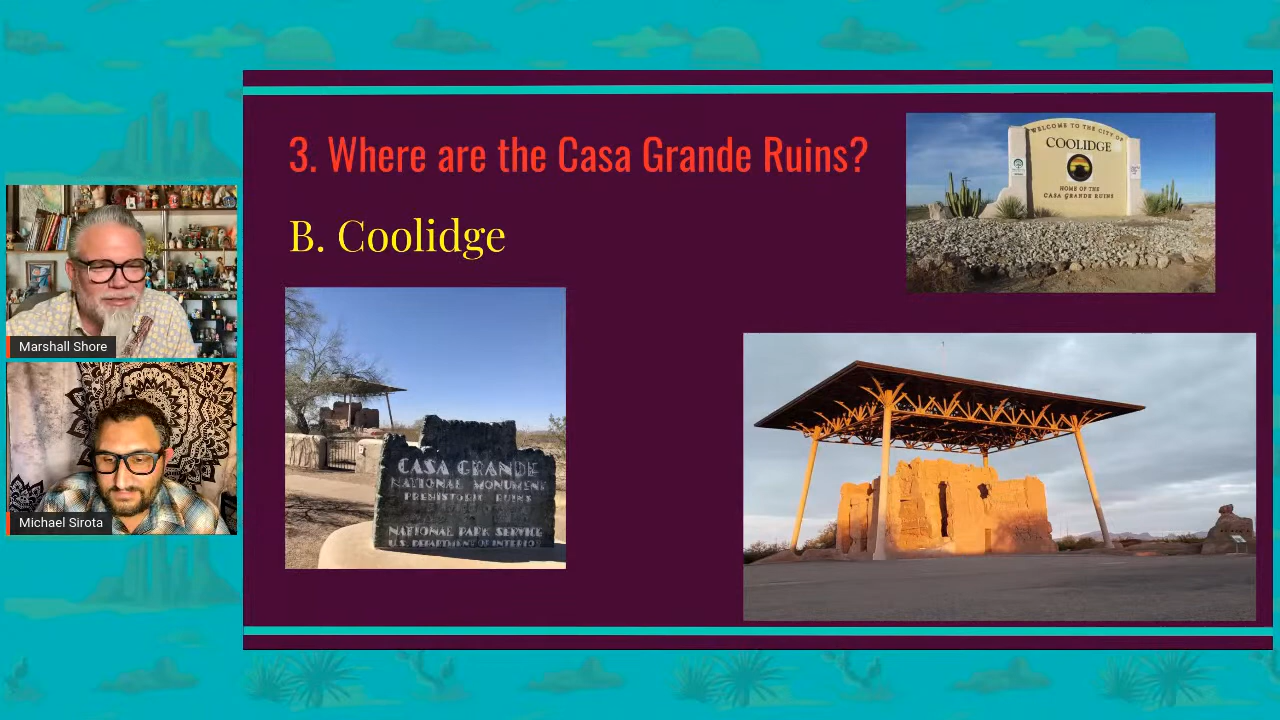 3. Where are the Casa Grande Ruins?
B. Coolidge
WELCOME TO THE CITY OF
COOLIDGE
HOME OF THE
CASA GRANDE RUINS
Marshall Shore
Michael Sirota
CASA GRANDE
NATIONAL MONUMENT
PREHISTORIC RUINS
NATIONAL PARK SERVICE
U.S. DEPARTMENT OF INTERIOR